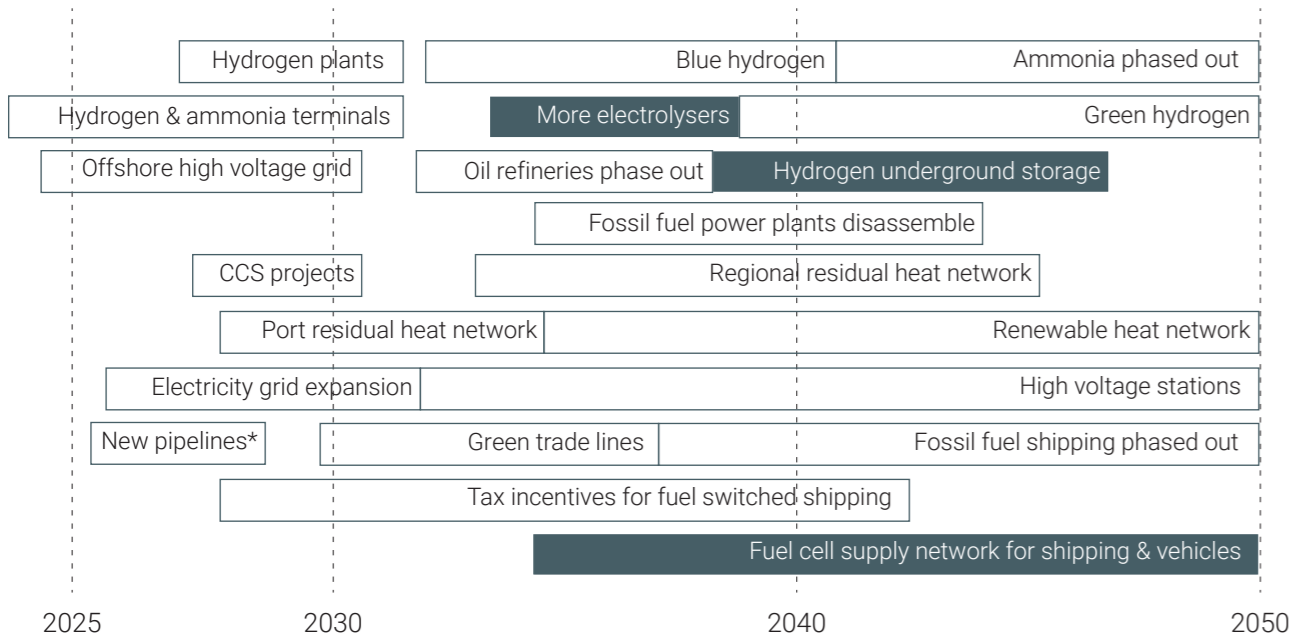 Hydrogen plants
Blue hydrogen
Ammonia phased out
Hydrogen & ammonia terminals
More electrolysers
Green hydrogen
Offshore high voltage grid
Oil refineries phase out
Hydrogen underground storage
Fossil fuel power plants disassemble
CCS projects
Regional residual heat network
Port residual heat network
Renewable heat network
Electricity grid expansion
High voltage stations
New pipelines*
Green trade lines
Fossil fuel shipping phased out
Tax incentives for fuel switched shipping
Fuel cell supply network for shipping & vehicles
2025
2030
2040
2050